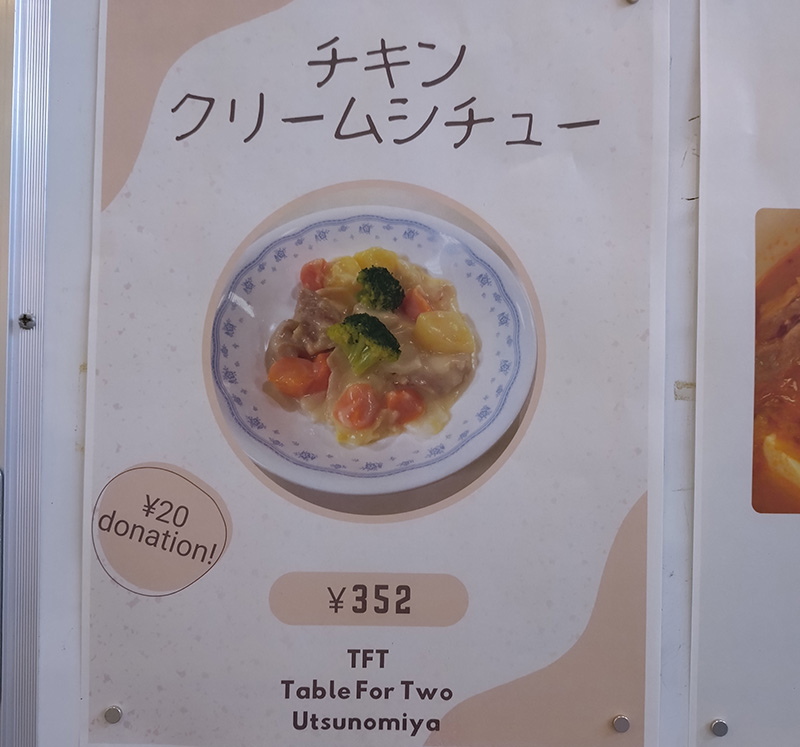 チキン
クリームシチュー
¥20
donation!
¥352
TFT
Table For Two
Utsunomiya